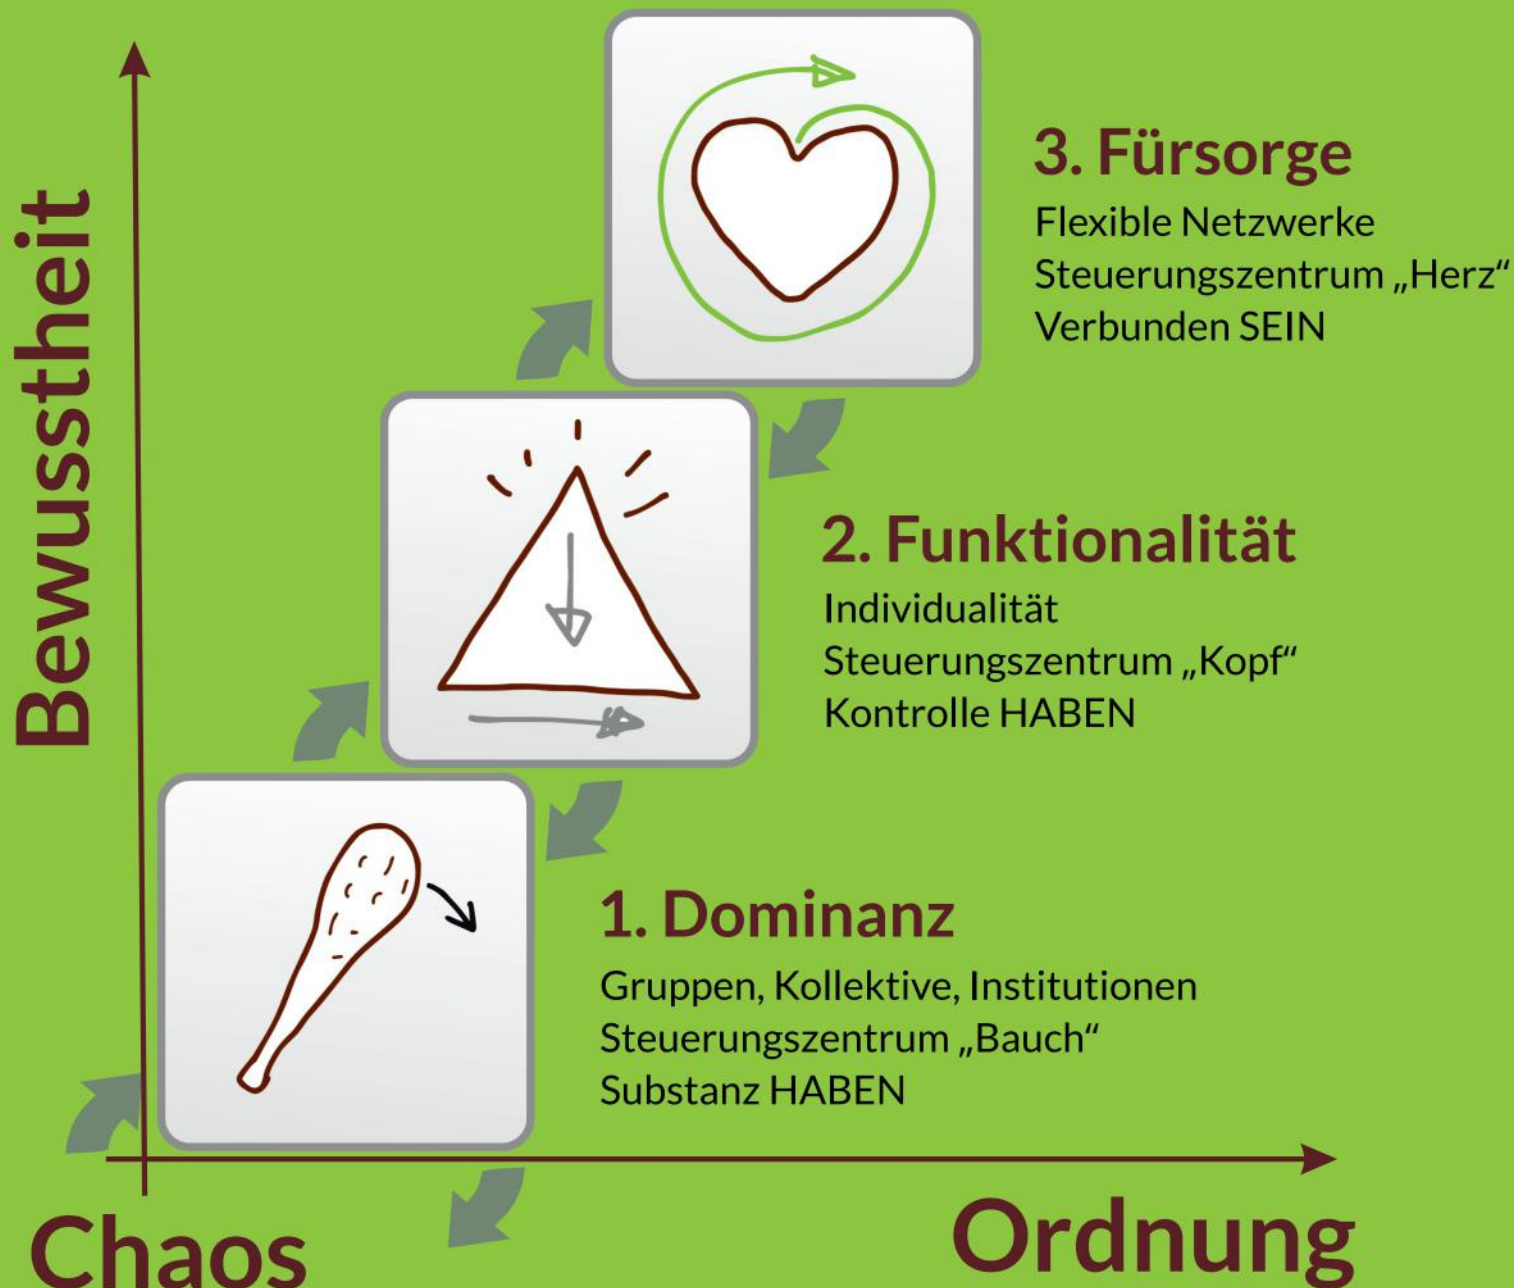 Bewusstheit
3. Fürsorge
Flexible Netzwerke
Steuerungszentrum „Herz“
Verbunden SEIN
2. Funktionalität
Individualität
Steuerungszentrum „Kopf“
Kontrolle HABEN
1. Dominanz
Gruppen, Kollektive, Institutionen
Steuerungszentrum „Bauch“
Substanz HABEN
Chaos
Ordnung